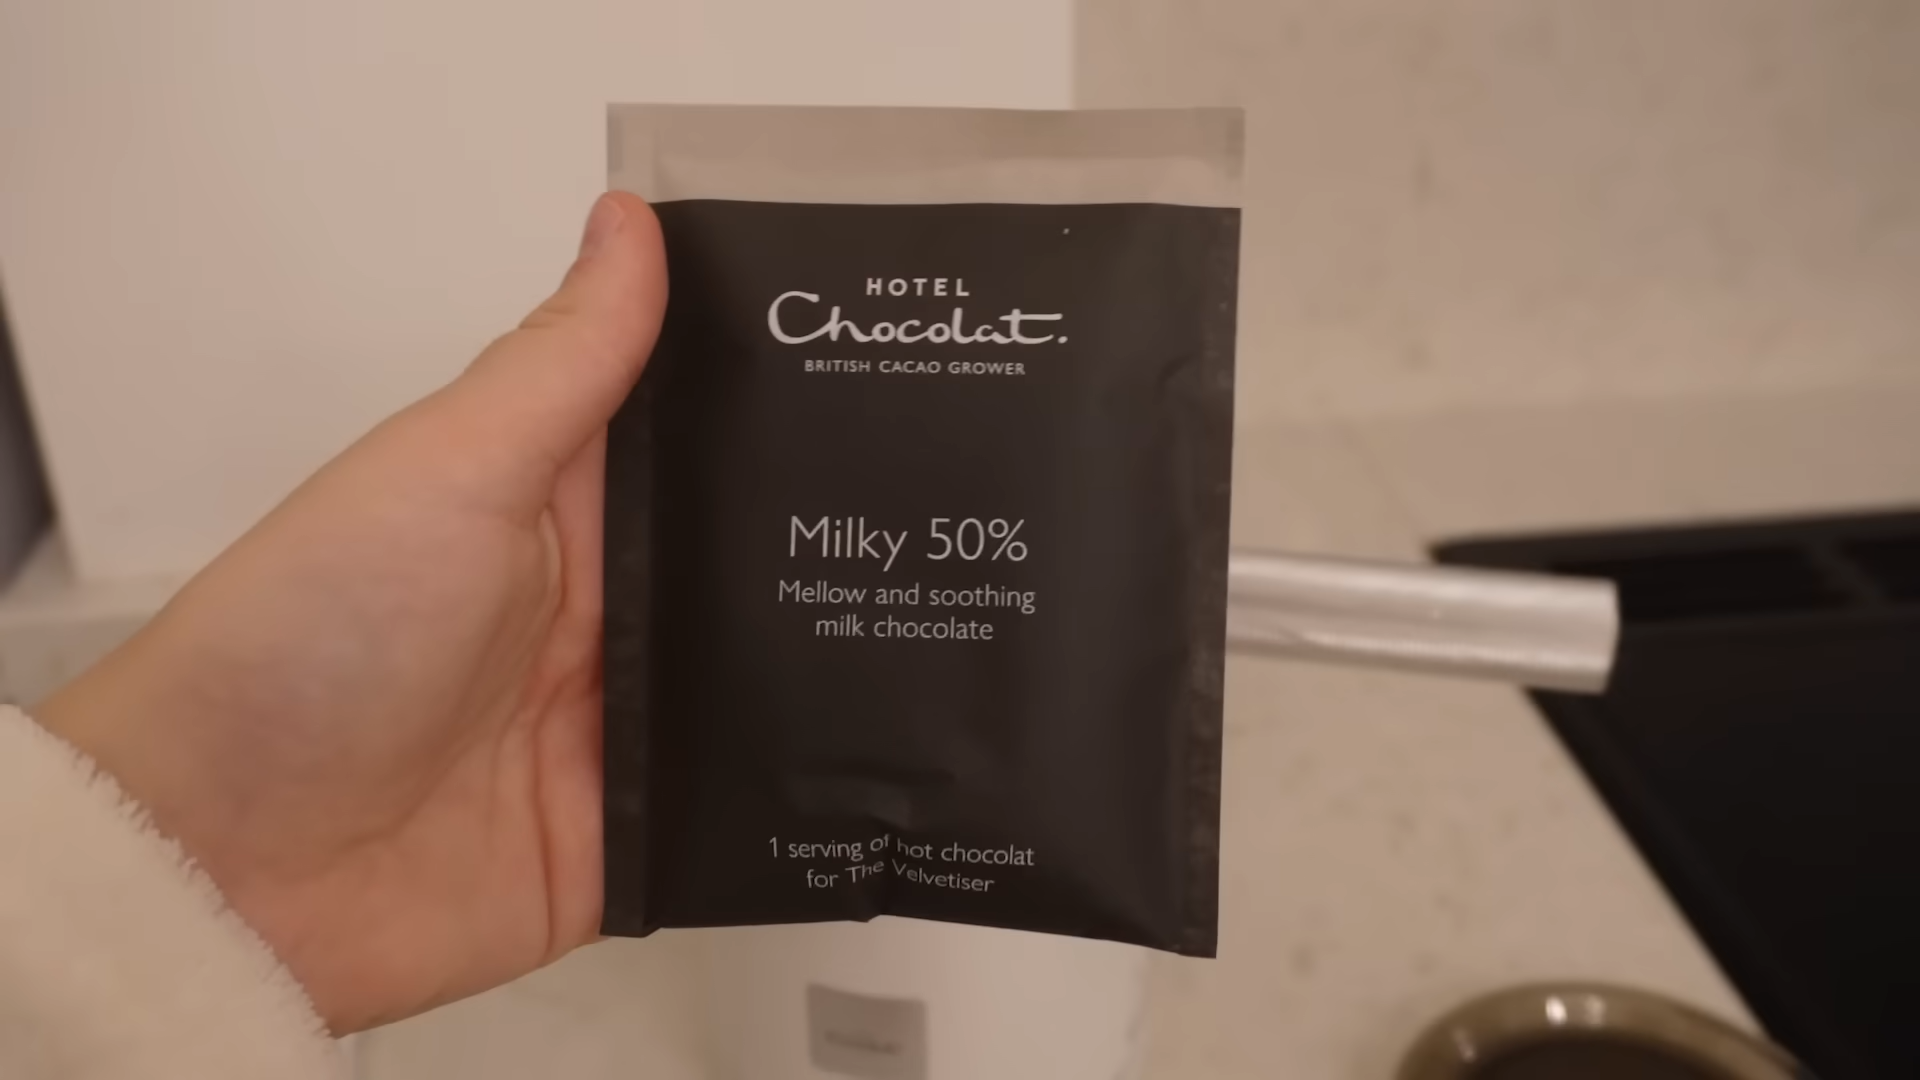 HOTEL
Chocolat.
BRITISH CACAO GROWER
Milky 50%
Mellow and soothing
milk chocolate
1 serving of hot chocolat
for The Velvetiser